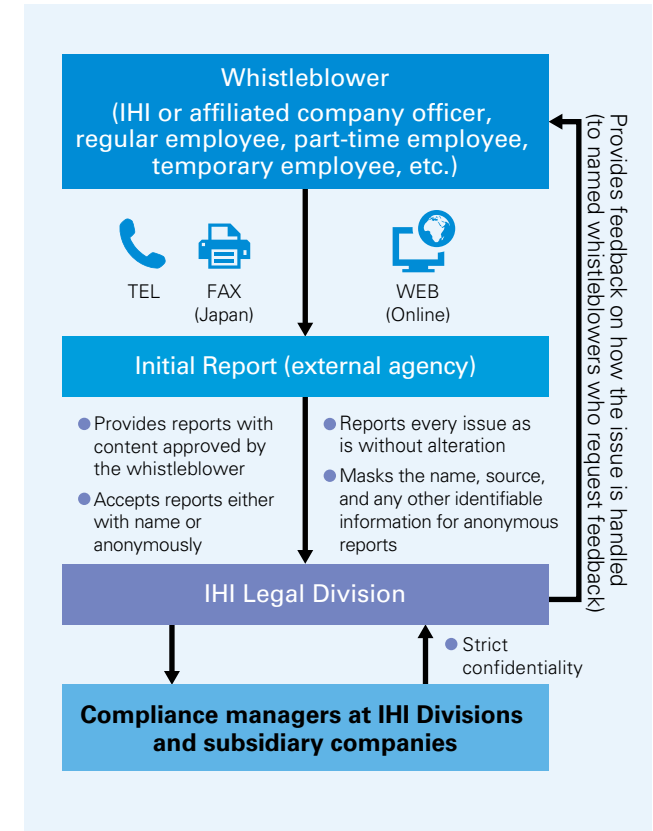 Whistleblower
(IHI or affiliated company officer,
regular employee, part-time employee,
temporary employee, etc.)
TEL
FAX
(Japan)
WEB
(Online)
Initial Report (external agency)
Provides reports with
content approved by
the whistleblower
Accepts reports either
with name or
anonymously
Reports every issue as
is without alteration
Masks the name, source,
and any other identifiable
information for anonymous
reports
IHI Legal Division
Strict
confidentiality
Compliance managers at IHI Divisions
and subsidiary companies
Provides feedback on how the issue is handled
(to named whistleblowers who request feedback)